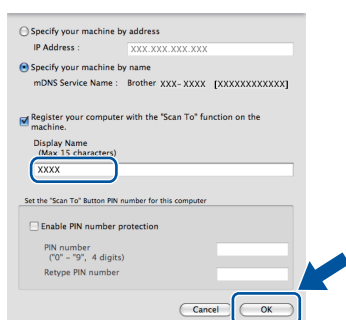 Specify your machine by address
IP Address : XXX.XXX.XXX.XXX
Specify your machine by name
mDNS Service Name : Brother XXX-XXXX [XXXXXXXXXXXX]
Register your computer with the "Scan To" function on the
machine.
Display Name
(Max 15 characters)
XXXX
Set the "Scan To" Button PIN number for this computer
Enable PIN number protection
PIN number
("0" – "9", 4 digits)
Retype PIN number
Cancel OK